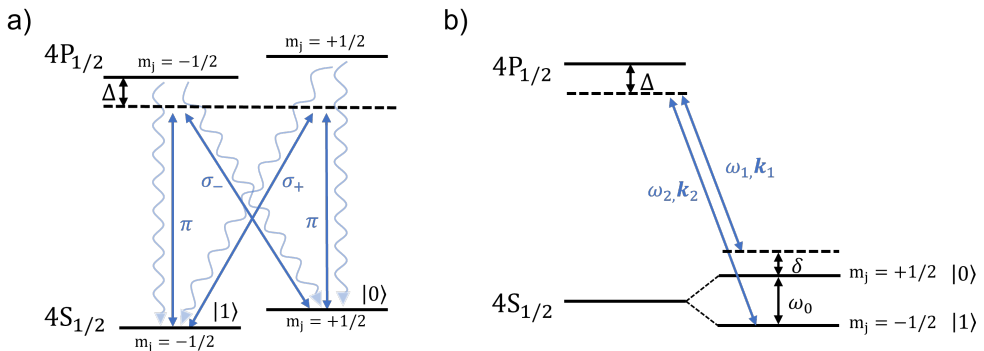 a)
4P1/2
mj = −1/2
mj = +1/2
Δ
σ−
σ+
π
π
4S1/2
|1⟩
|0⟩
mj = −1/2
mj = +1/2
b)
4P1/2
Δ
ω1,k1
ω2,k2
δ
4S1/2
ω0
mj = +1/2 |0⟩
mj = −1/2 |1⟩